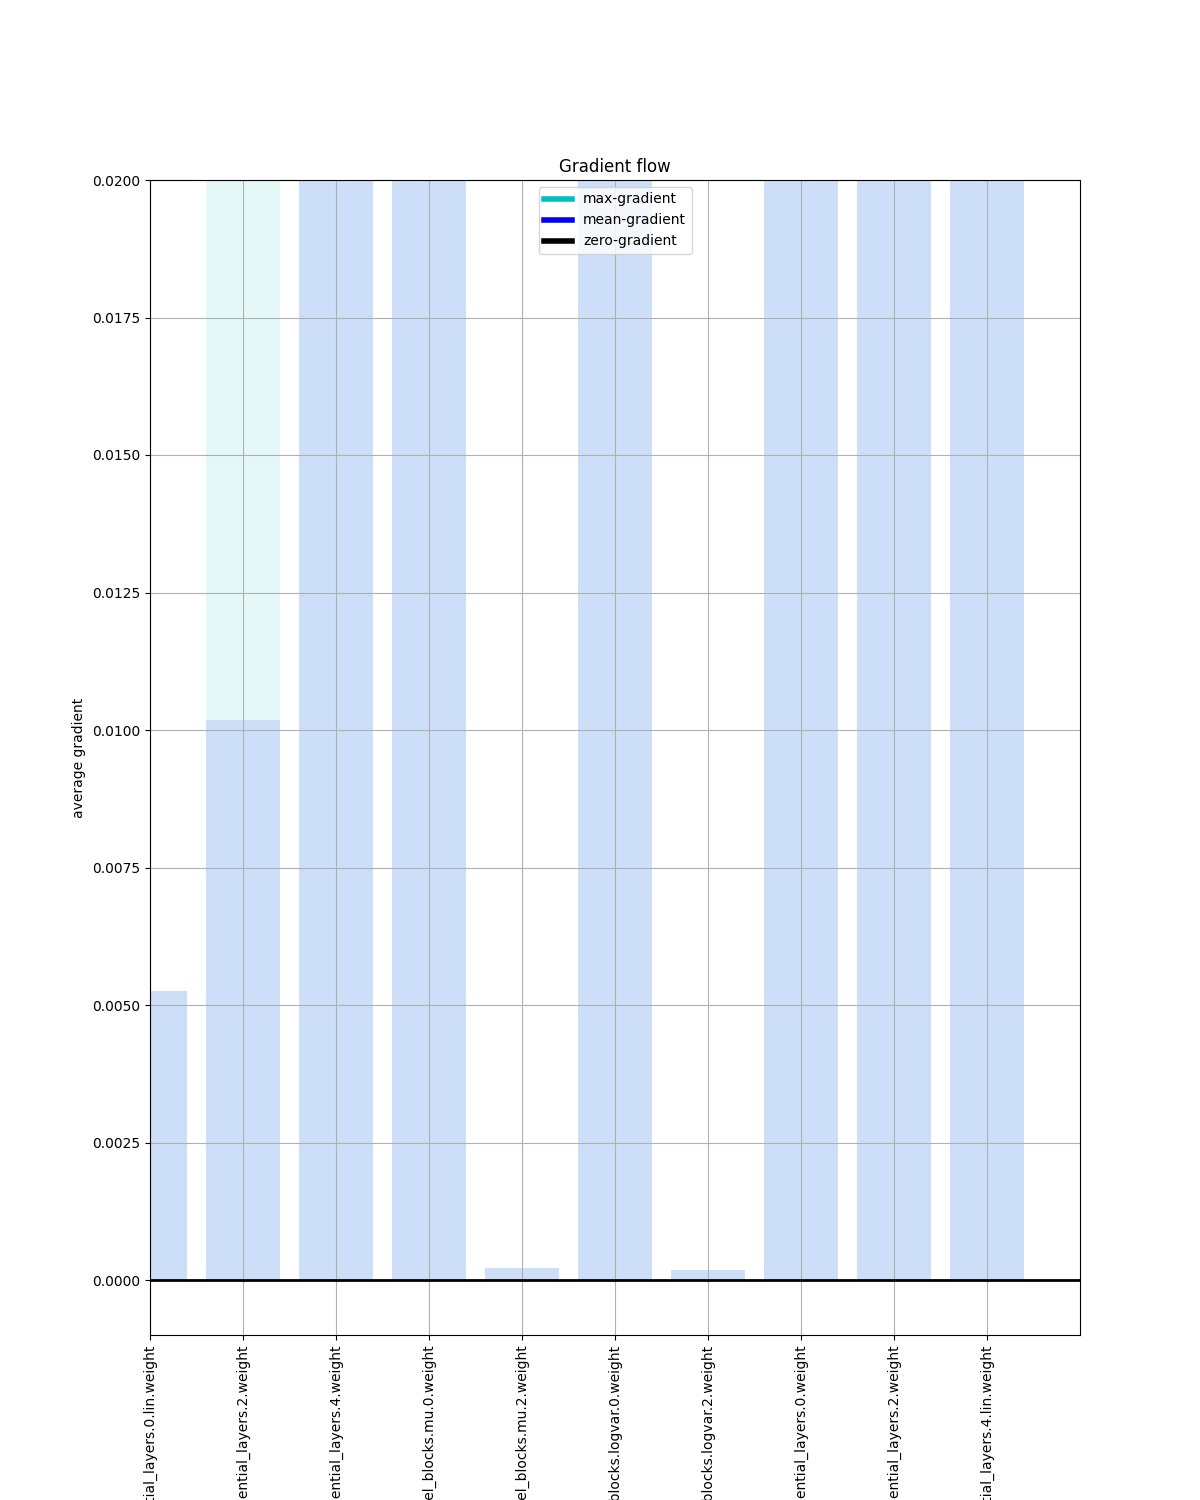 Gradient flow
max-gradient
mean-gradient
zero-gradient
0.0200
0.0175
0.0150
0.0125
0.0100
0.0075
0.0050
0.0025
0.0000
average gradient
tial_layers.0.lin.weight
ential_layers.2.weight
ential_layers.4.weight
el_blocks.mu.0.weight
el_blocks.mu.2.weight
blocks.logvar.0.weight
blocks.logvar.2.weight
ential_layers.0.weight
ential_layers.2.weight
tial_layers.4.lin.weight